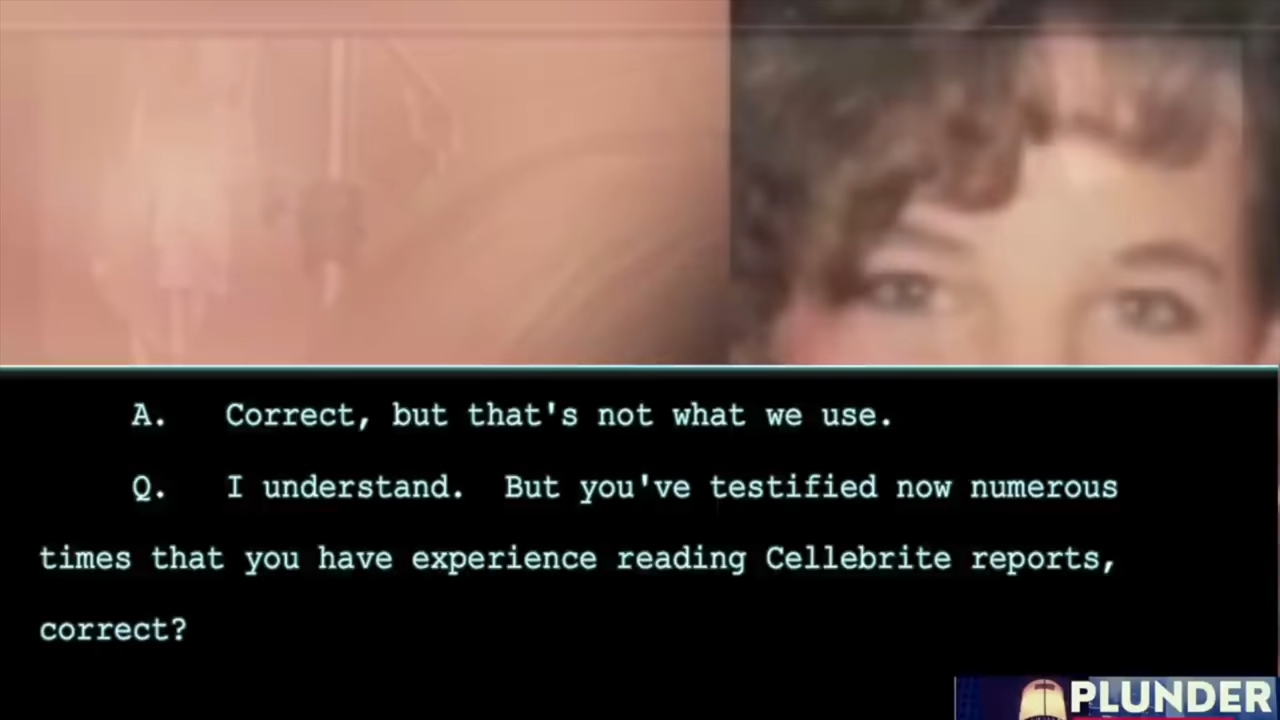 A. Correct, but that's not what we use.
Q. I understand. But you've testified now numerous
times that you have experience reading Cellebrite reports,
correct?
PLUNDER